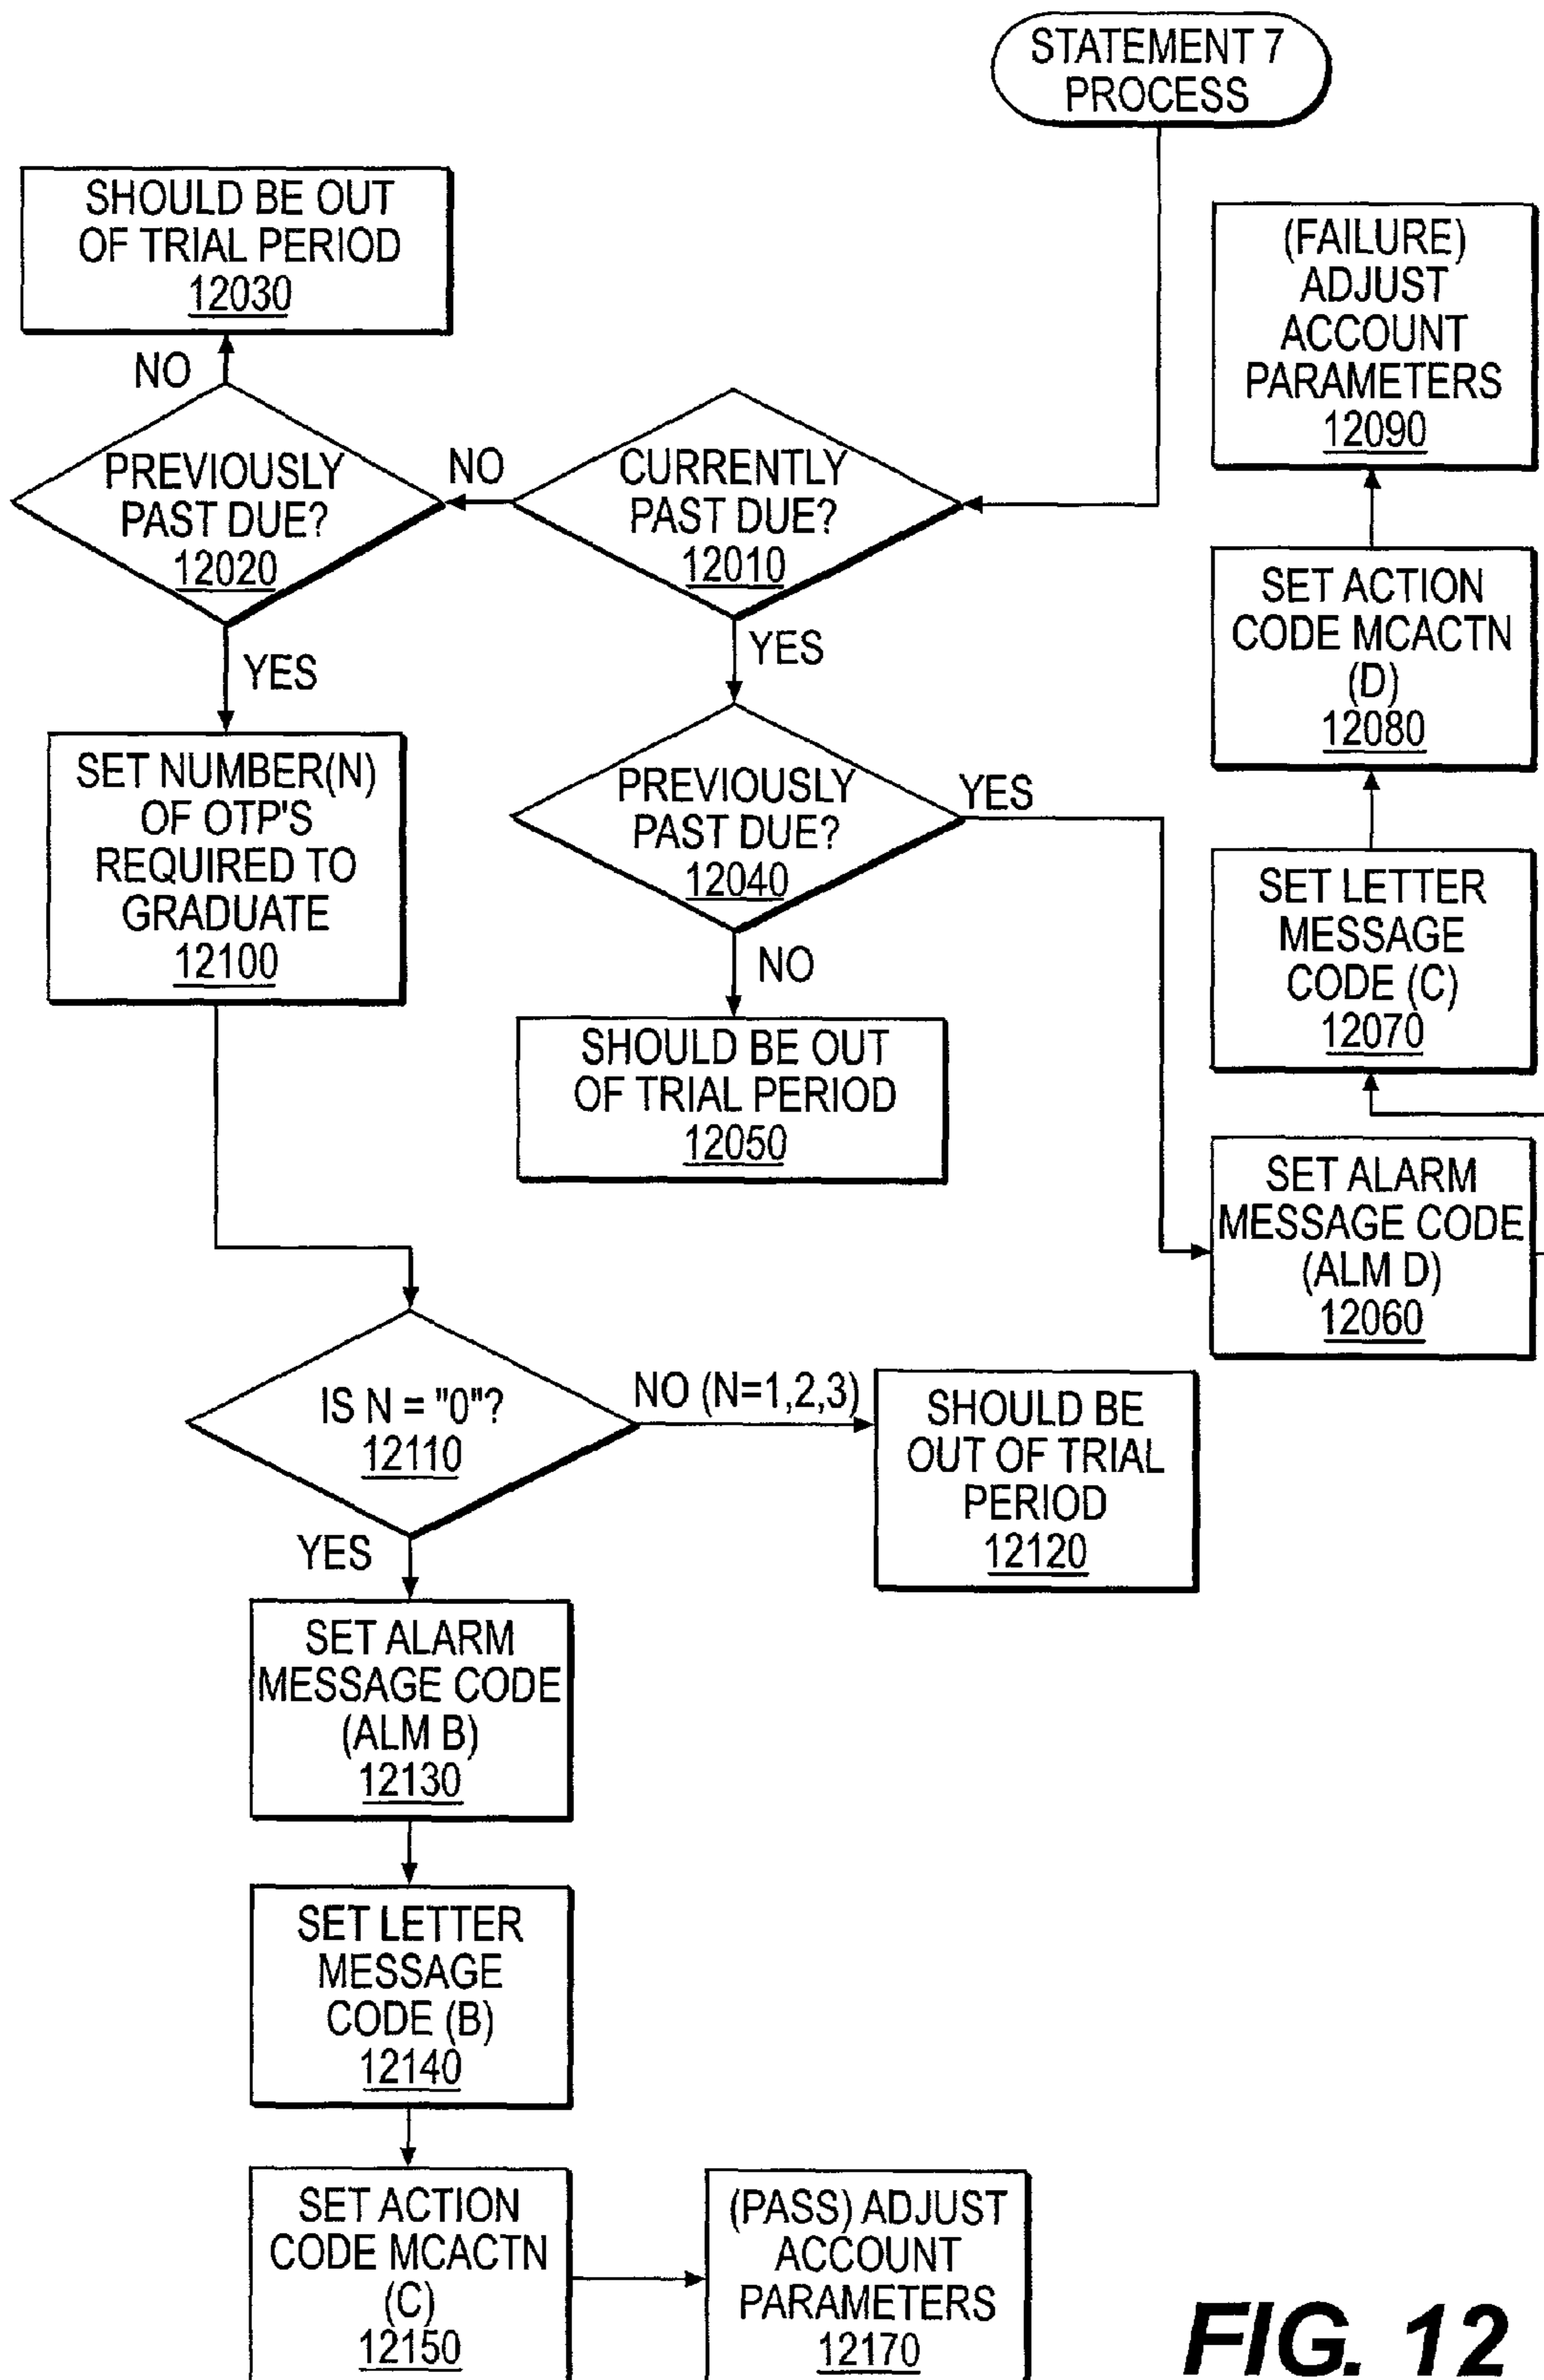 STATEMENT 7
PROCESS
SHOULD BE OUT
OF TRIAL PERIOD
12030
NO
PREVIOUSLY
PAST DUE?
12020
NO
CURRENTLY
PAST DUE?
12010
(FAILURE)
ADJUST
ACCOUNT
PARAMETERS
12090
YES
YES
SET ACTION
CODE MCACTN
(D)
12080
SET NUMBER(N)
OF OTP'S
REQUIRED TO
GRADUATE
12100
PREVIOUSLY
PAST DUE?
12040
YES
NO
SET LETTER
MESSAGE
CODE (C)
12070
SHOULD BE OUT
OF TRIAL PERIOD
12050
SET ALARM
MESSAGE CODE
(ALM D)
12060
IS N = "0"?
12110
NO (N=1,2,3)
SHOULD BE
OUT OF TRIAL
PERIOD
12120
YES
SET ALARM
MESSAGE CODE
(ALM B)
12130
SET LETTER
MESSAGE
CODE (B)
12140
SET ACTION
CODE MCACTN
(C)
12150
(PASS) ADJUST
ACCOUNT
PARAMETERS
12170
FIG. 12